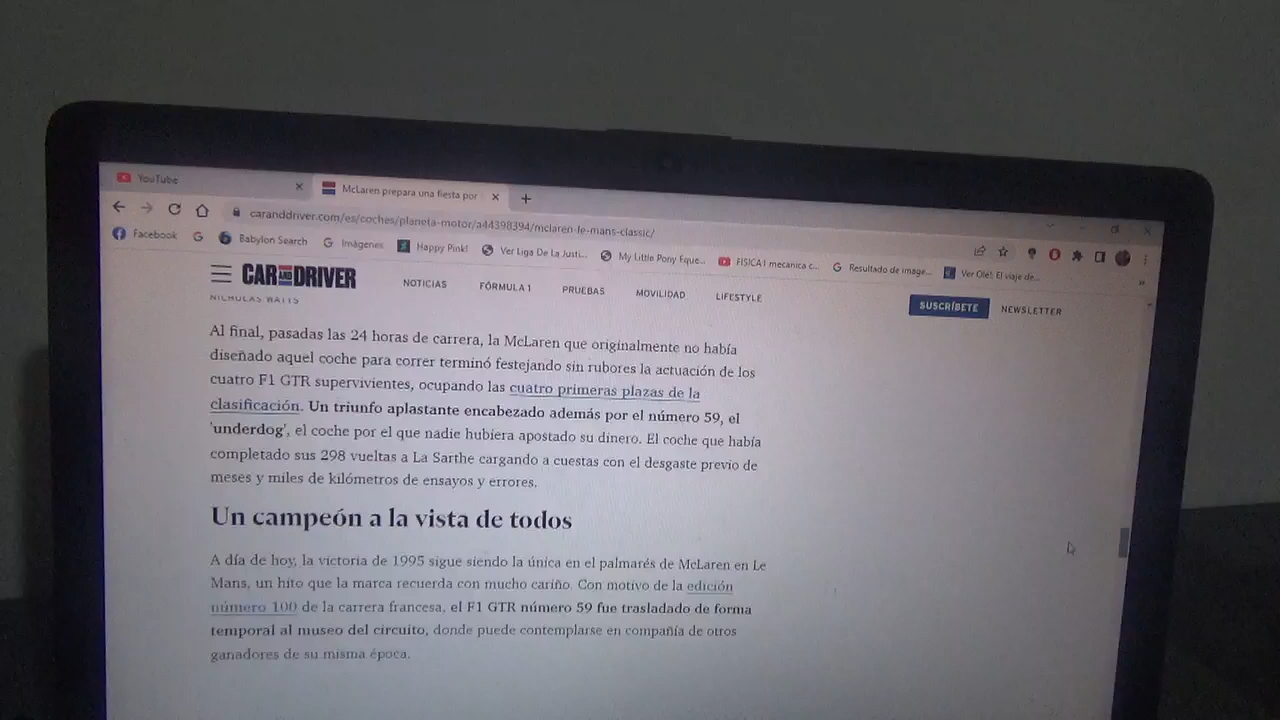 YouTube
McLaren prepara una fiesta por
caranddriver.com/es/coches/planeta-motor/a44398394/mclaren-le-mans-classic/
Facebook Babylon Search Imágenes Happy Pink! Ver Liga De La Justi... My Little Pony Eque... FISICA I mecanica c... Resultado de image... Ver Olé! El viaje de...
CAR AND DRIVER NOTICIAS FÓRMULA 1 PRUEBAS MOVILIDAD LIFESTYLE SUSCRÍBETE NEWSLETTER
NICHOLAS WATTS
Al final, pasadas las 24 horas de carrera, la McLaren que originalmente no había
diseñado aquel coche para correr terminó festejando sin rubores la actuación de los
cuatro F1 GTR supervivientes, ocupando las cuatro primeras plazas de la
clasificación. Un triunfo aplastante encabezado además por el número 59, el
'underdog', el coche por el que nadie hubiera apostado su dinero. El coche que había
completado sus 298 vueltas a La Sarthe cargando a cuestas con el desgaste previo de
meses y miles de kilómetros de ensayos y errores.
Un campeón a la vista de todos
A día de hoy, la victoria de 1995 sigue siendo la única en el palmarés de McLaren en Le
Mans, un hito que la marca recuerda con mucho cariño. Con motivo de la edición
número 100 de la carrera francesa, el F1 GTR número 59 fue trasladado de forma
temporal al museo del circuito, donde puede contemplarse en compañía de otros
ganadores de su misma época.